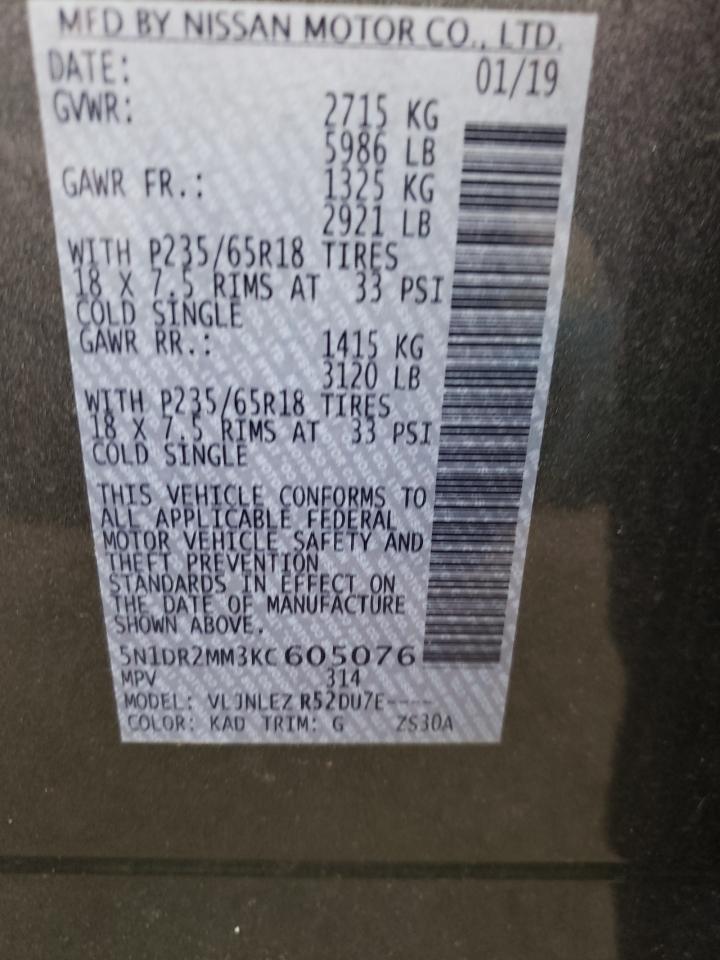 MFD BY NISSAN MOTOR CO., LTD.
DATE: 01/19
GVWR: 2715 KG
5986 LB
GAWR FR.: 1325 KG
2921 LB
WITH P235/65R18 TIRES
18 X 7.5 RIMS AT 33 PSI
COLD SINGLE
GAWR RR.: 1415 KG
3120 LB
WITH P235/65R18 TIRES
18 X 7.5 RIMS AT 33 PSI
COLD SINGLE
THIS VEHICLE CONFORMS TO
ALL APPLICABLE FEDERAL
MOTOR VEHICLE SAFETY AND
THEFT PREVENTION
STANDARDS IN EFFECT ON
THE DATE OF MANUFACTURE
SHOWN ABOVE.
5N1DR2MM3KC605076
MPV 314
MODEL: VLJNLEZ R52DU7E----
COLOR: KAD TRIM: G ZS30A